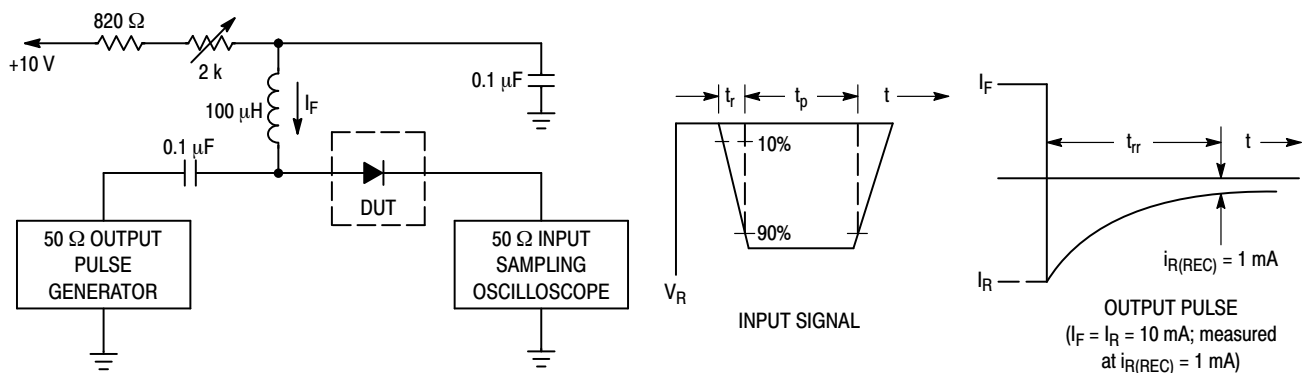 820 Ω
+10 V
2 k
100 μH
I_F
0.1 μF
0.1 μF
DUT
50 Ω OUTPUT
PULSE
GENERATOR
50 Ω INPUT
SAMPLING
OSCILLOSCOPE
t_r
t_p
t
10%
90%
V_R
INPUT SIGNAL
I_F
t_rr
t
I_R
i_R(REC) = 1 mA
OUTPUT PULSE
(I_F = I_R = 10 mA; measured
at i_R(REC) = 1 mA)